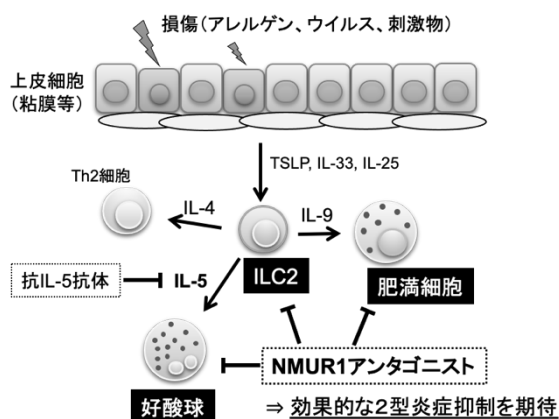 損傷（アレルゲン、ウイルス、刺激物）
上皮細胞
（粘膜等）
TSLP, IL-33, IL-25
Th2細胞
IL-4
IL-9
抗IL-5抗体
IL-5
ILC2
肥満細胞
NMUR1アンタゴニスト
好酸球
⇒ 効果的な２型炎症抑制を期待